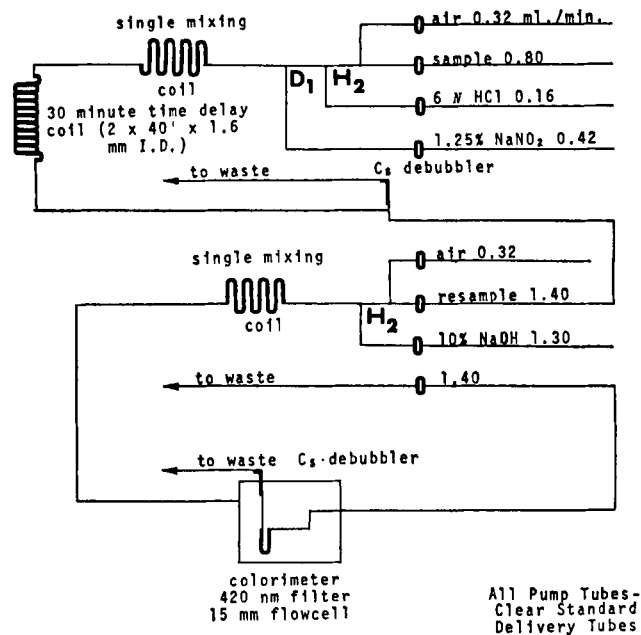 air 0.32 ml./min.
single mixing
coil
sample 0.80
D1 H2
6 N HCl 0.16
30 minute time delay
coil (2 x 40' x 1.6
mm I.D.)
1.25% NaNO2 0.42
to waste
C5 debubbler
single mixing
coil
air 0.32
resample 1.40
H2
10% NaDH 1.30
to waste
1.40
to waste C5-debubbler
colorimeter
420 nm filter
15 mm flowcell
All Pump Tubes-
Clear Standard
Delivery Tubes